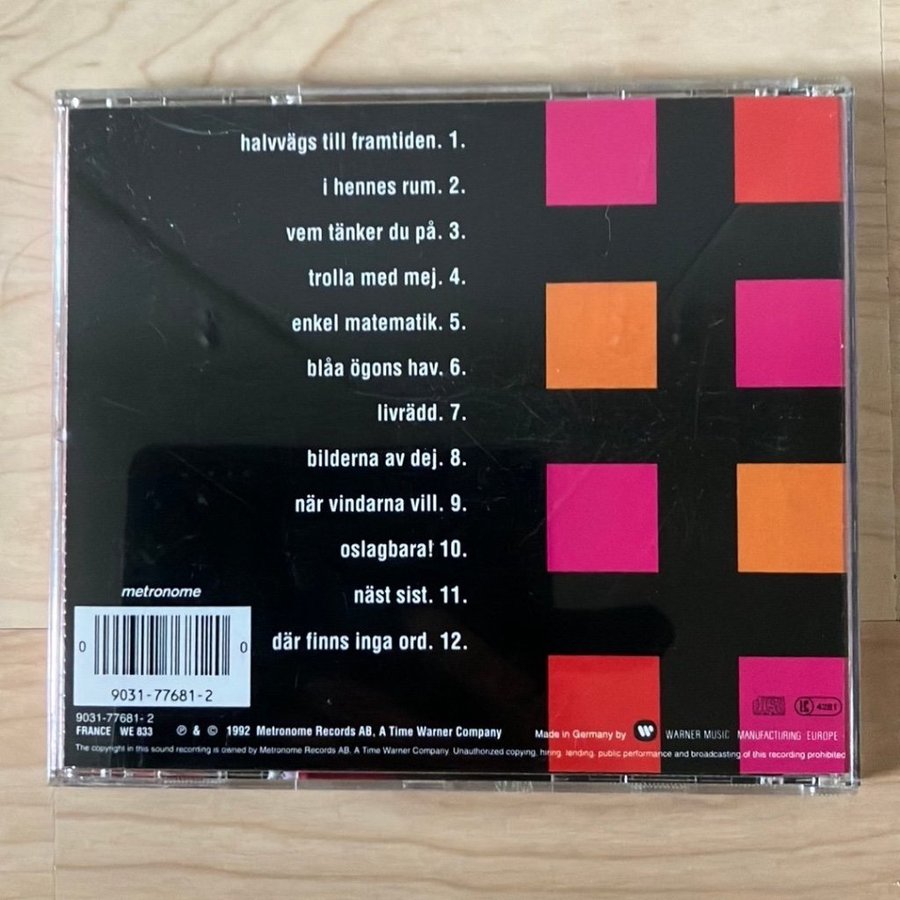 halvvägs till framtiden. 1.
i hennes rum. 2.
vem tänker du på. 3.
trolla med mej. 4.
enkel matematik. 5.
blåa ögons hav. 6.
livrädd. 7.
bilderna av dej. 8.
när vindarna vill. 9.
oslagbara! 10.
näst sist. 11.
där finns inga ord. 12.
metronome
0 0
9031-77681-2
9031-77681-2
FRANCE WE 833 ℗ & © 1992 Metronome Records AB, A Time Warner Company Made in Germany by WARNER MUSIC MANUFACTURING EUROPE
The copyright in this sound recording is owned by Metronome Records AB, A Time Warner Company. Unauthorized copying, hiring, lending, public performance and broadcasting of this recording prohibited